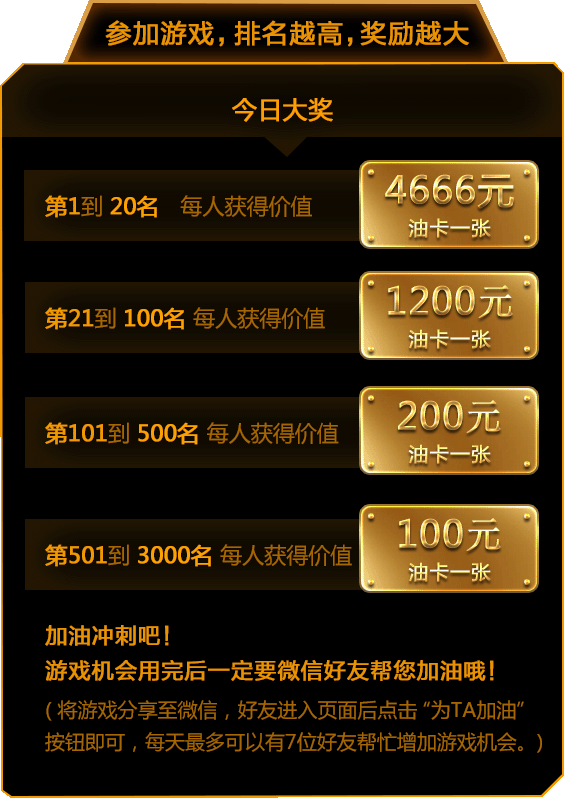 参加游戏，排名越高，奖励越大
今日大奖
第1到 20名 每人获得价值
4666元
油卡一张
第21到 100名 每人获得价值
1200元
油卡一张
第101到 500名 每人获得价值
200元
油卡一张
第501到 3000名 每人获得价值
100元
油卡一张
加油冲刺吧！
游戏机会用完后一定要微信好友帮您加油哦！
( 将游戏分享至微信，好友进入页面后点击 “为TA加油”
按钮即可，每天最多可以有7位好友帮忙增加游戏机会。)